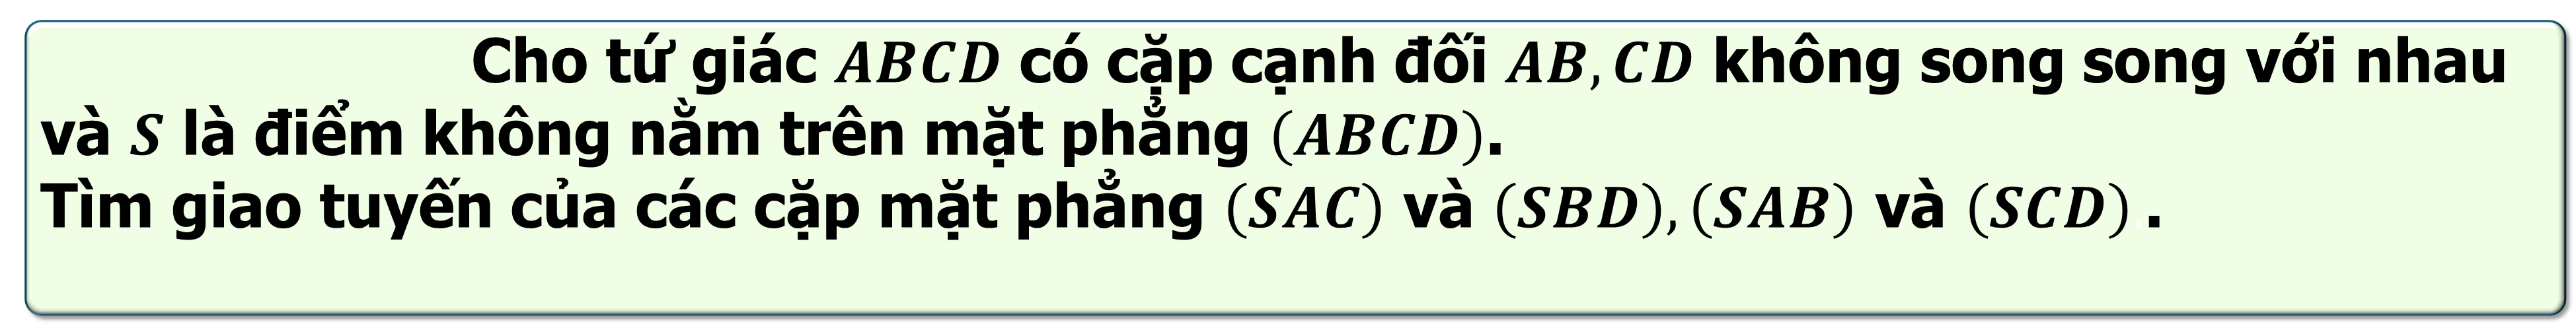 Cho tứ giác 𝑨𝑩𝑪𝑫 có cặp cạnh đối 𝑨𝑩, 𝑪𝑫 không song song với nhau
và 𝑺 là điểm không nằm trên mặt phẳng (𝑨𝑩𝑪𝑫).
Tìm giao tuyến của các cặp mặt phẳng (𝑺𝑨𝑪) và (𝑺𝑩𝑫), (𝑺𝑨𝑩) và (𝑺𝑪𝑫) .